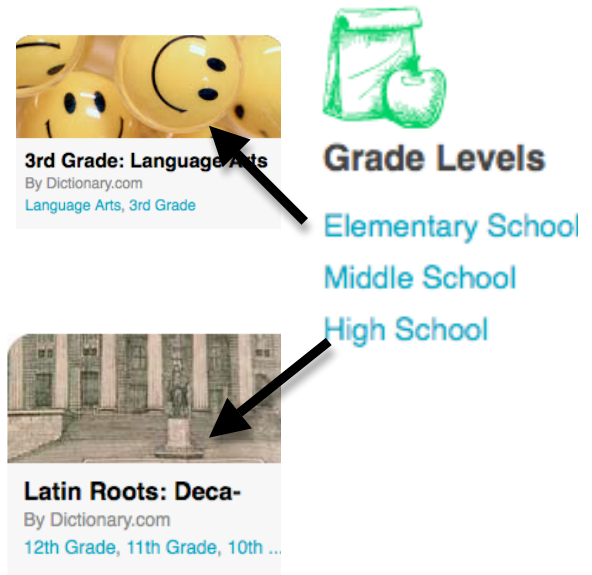 3rd Grade: Language Arts
By Dictionary.com
Language Arts, 3rd Grade
Grade Levels
Elementary School
Middle School
High School
Latin Roots: Deca-
By Dictionary.com
12th Grade, 11th Grade, 10th ...